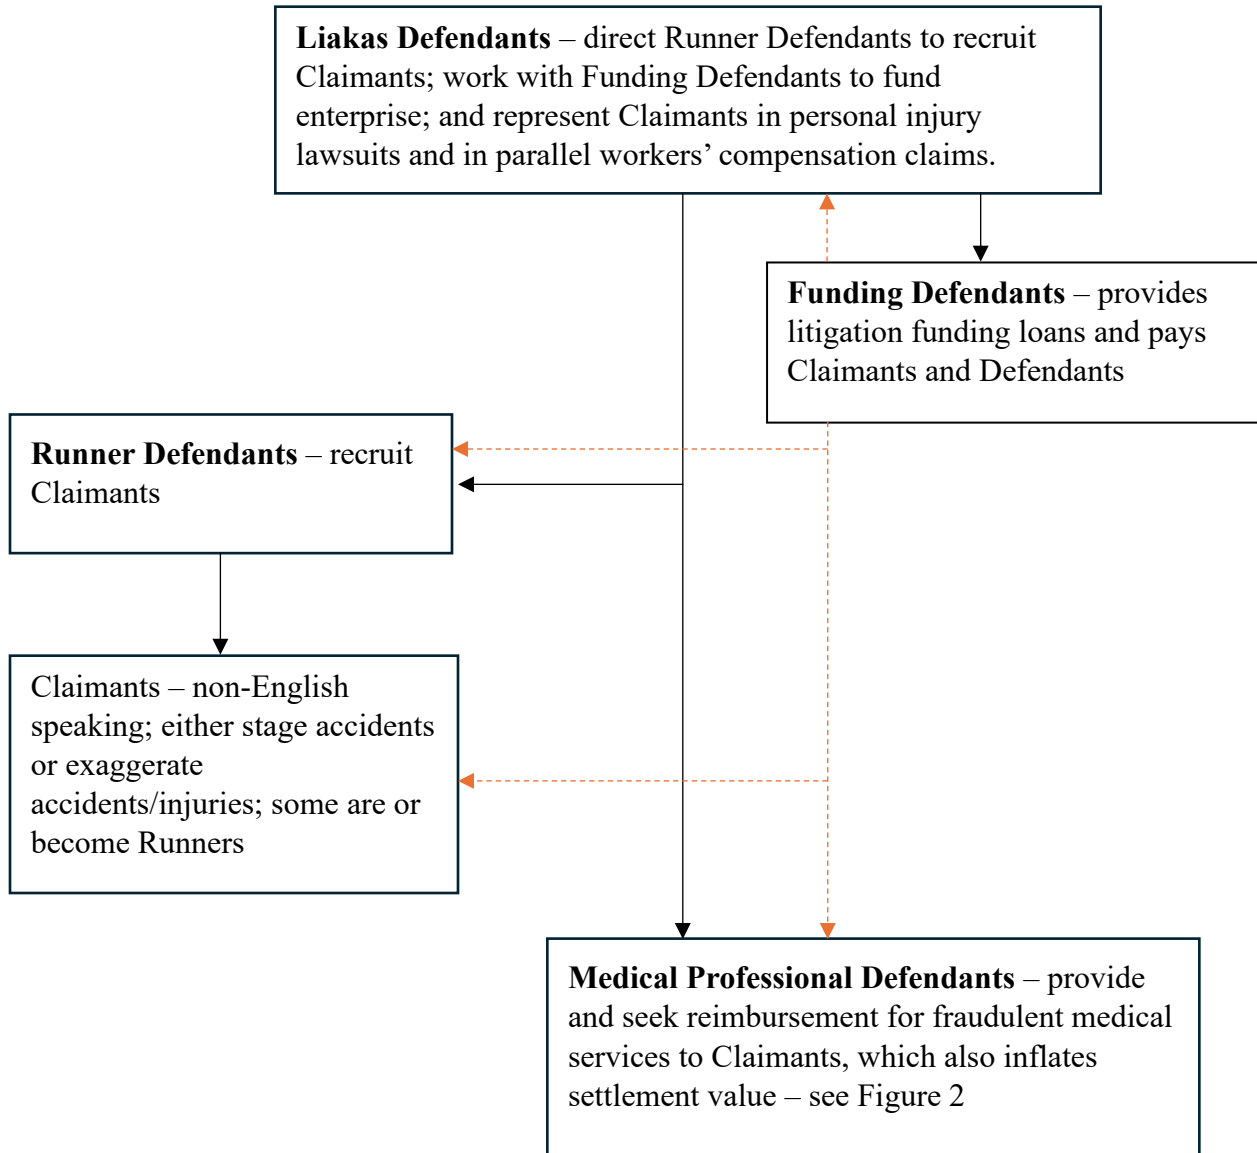 Liakas Defendants – direct Runner Defendants to recruit
Claimants; work with Funding Defendants to fund
enterprise; and represent Claimants in personal injury
lawsuits and in parallel workers’ compensation claims.
Funding Defendants – provides
litigation funding loans and pays
Claimants and Defendants
Runner Defendants – recruit
Claimants
Claimants – non-English
speaking; either stage accidents
or exaggerate
accidents/injuries; some are or
become Runners
Medical Professional Defendants – provide
and seek reimbursement for fraudulent medical
services to Claimants, which also inflates
settlement value – see Figure 2